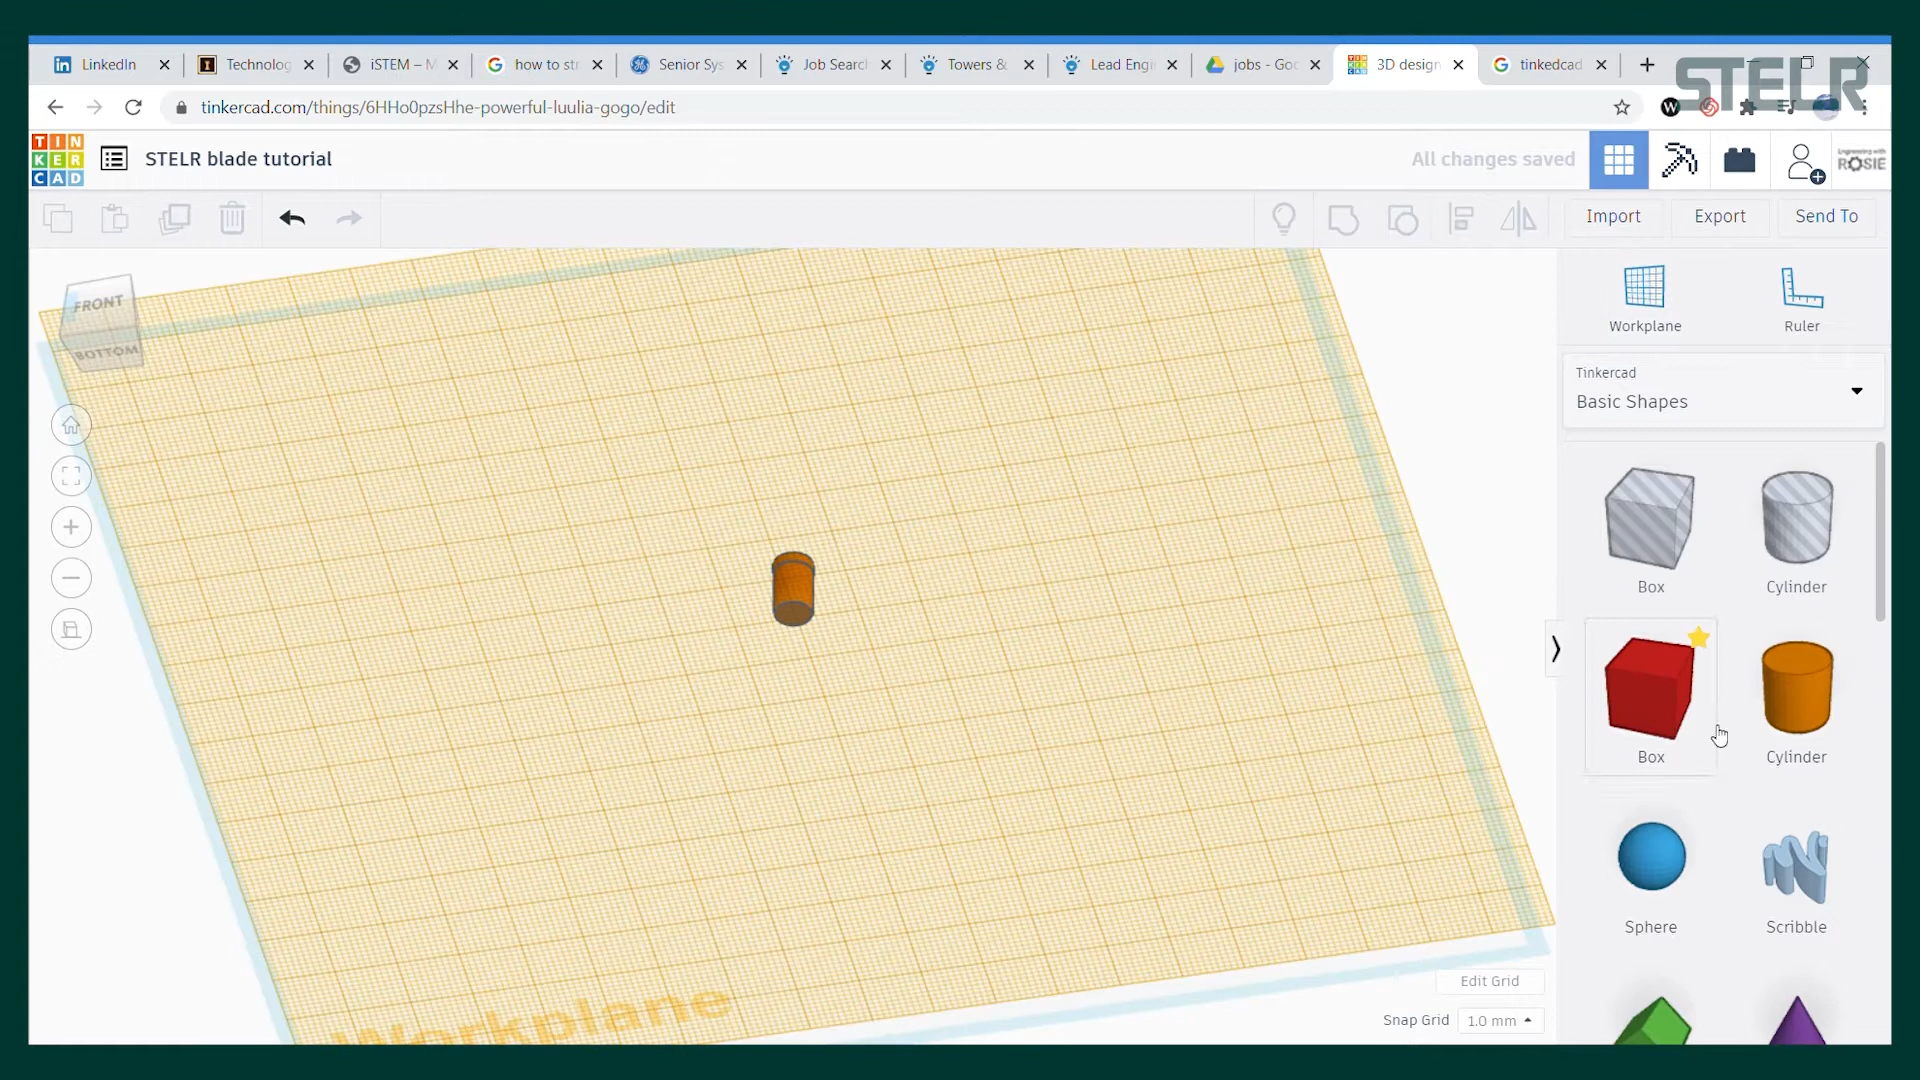 LinkedIn
Technolog
iSTEM – M
how to str
Senior Sys
Job Search
Towers &
Lead Engi
jobs - Goo
3D design
tinkedcad
STELR
tinkercad.com/things/6HHo0pzsHhe-powerful-luulia-gogo/edit
W
TIN
KER
CAD
STELR blade tutorial
All changes saved
Engineering with
ROSIE
Import
Export
Send To
FRONT
BOTTOM
Workplane
Ruler
Tinkercad
Basic Shapes
Box
Cylinder
Box
Cylinder
Sphere
Scribble
Workplane
Edit Grid
Snap Grid
1.0 mm